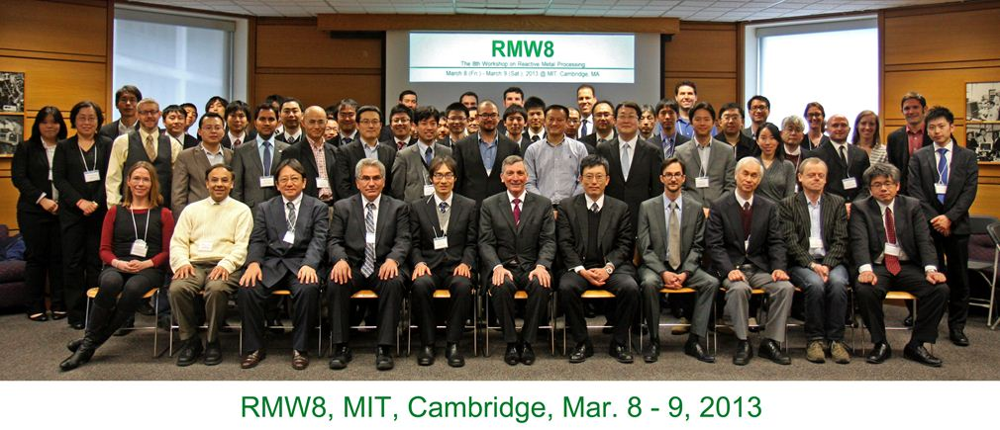 RMW8
The 8th Workshop on Reactive Metal Processing
March 8 (Fri.) - March 9 (Sat.), 2013 @ MIT, Cambridge, MA
RMW8, MIT, Cambridge, Mar. 8 - 9, 2013